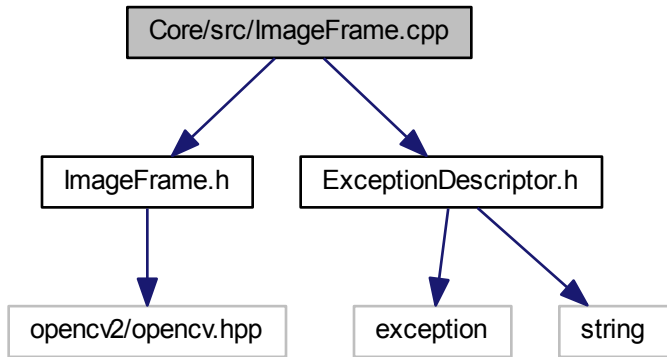 Core/src/ImageFrame.cpp
ImageFrame.h
ExceptionDescriptor.h
opencv2/opencv.hpp
exception
string